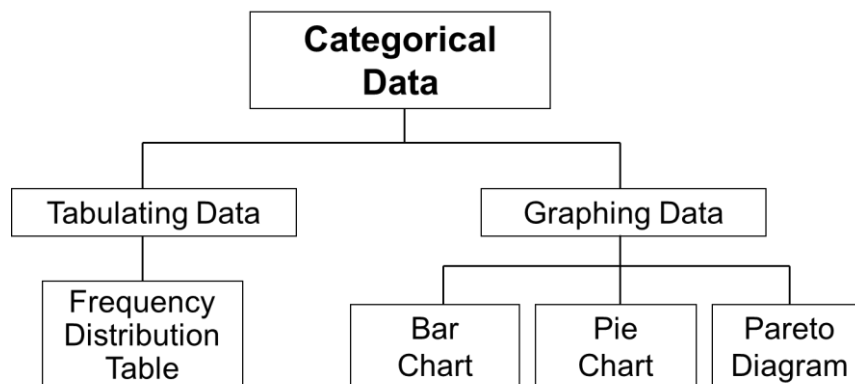 Categorical
Data
Tabulating Data
Graphing Data
Frequency
Distribution
Table
Bar
Chart
Pie
Chart
Pareto
Diagram